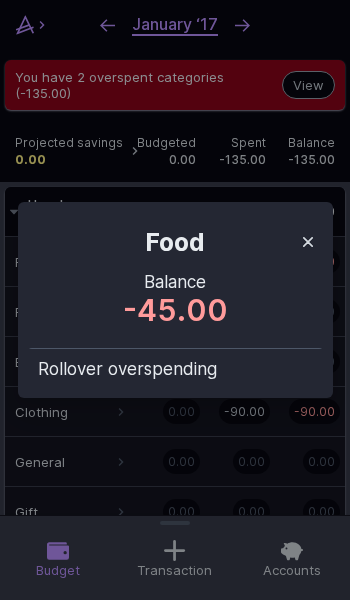 January ‘17
You have 2 overspent categories
(-135.00)
View
Projected savings Budgeted Spent Balance
0.00 0.00 -135.00 -135.00
Food
Balance
-45.00
Rollover overspending
Clothing 0.00 -90.00 -90.00
General 0.00 0.00 0.00
Gift 0.00 0.00 0.00
Budget Transaction Accounts